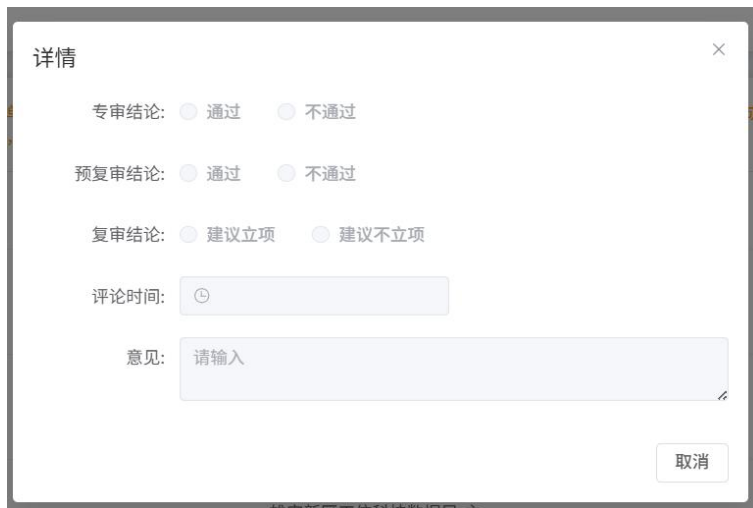 详情
专审结论: 通过 不通过
预复审结论: 通过 不通过
复审结论: 建议立项 建议不立项
评论时间:
意见: 请输入
取消